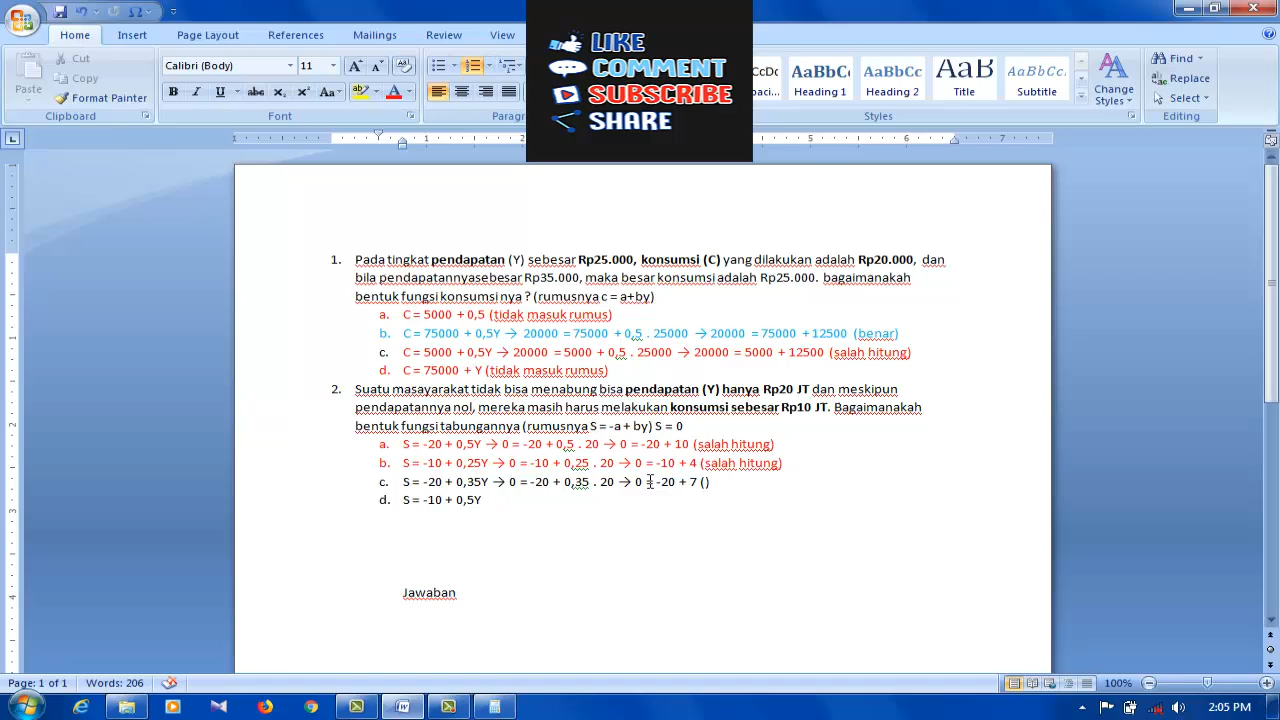 LIKE
COMMENT
SUBSCRIBE
SHARE
Home Insert Page Layout References Mailings Review View
Cut
Copy
Paste
Format Painter
Clipboard
Calibri (Body) 11
Font
AaBbCc AaBbCc AaB AaBbCc
Heading 1 Heading 2 Title Subtitle
Change Styles
Styles
Find
Replace
Select
Editing
1. Pada tingkat pendapatan (Y) sebesar Rp25.000, konsumsi (C) yang dilakukan adalah Rp20.000, dan
bila pendapatannyasebesar Rp35.000, maka besar konsumsi adalah Rp25.000. bagaimanakah
bentuk fungsi konsumsi nya ? (rumusnya c = a+by)
a. C = 5000 + 0,5 (tidak masuk rumus)
b. C = 75000 + 0,5Y → 20000 = 75000 + 0,5 . 25000 → 20000 = 75000 + 12500 (benar)
c. C = 5000 + 0,5Y → 20000 = 5000 + 0,5 . 25000 → 20000 = 5000 + 12500 (salah hitung)
d. C = 75000 + Y (tidak masuk rumus)
2. Suatu masayarakat tidak bisa menabung bisa pendapatan (Y) hanya Rp20 JT dan meskipun
pendapatannya nol, mereka masih harus melakukan konsumsi sebesar Rp10 JT. Bagaimanakah
bentuk fungsi tabungannya (rumusnya S = -a + by) S = 0
a. S = -20 + 0,5Y → 0 = -20 + 0,5 . 20 → 0 = -20 + 10 (salah hitung)
b. S = -10 + 0,25Y → 0 = -10 + 0,25 . 20 → 0 = -10 + 4 (salah hitung)
c. S = -20 + 0,35Y → 0 = -20 + 0,35 . 20 → 0 = -20 + 7 ()
d. S = -10 + 0,5Y
Jawaban
Page: 1 of 1 Words: 206 100%
2:05 PM